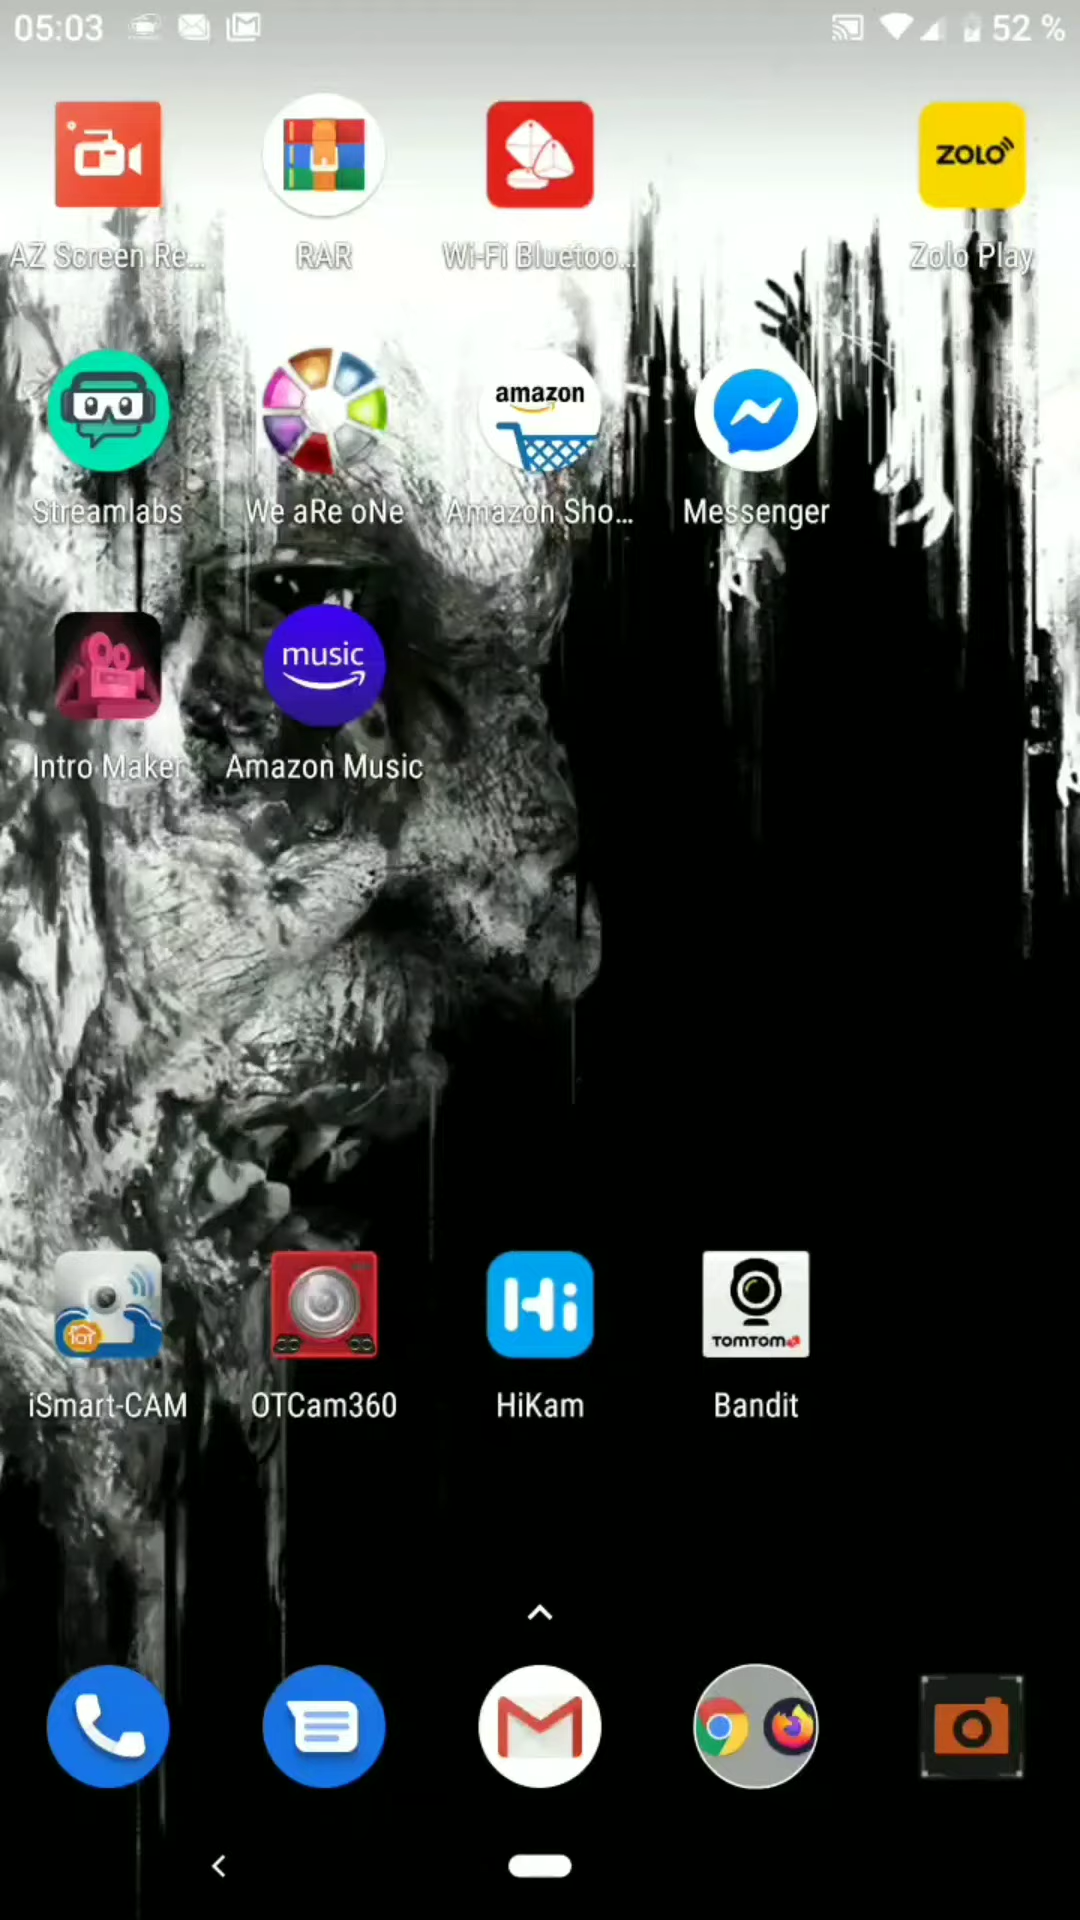 05:03
52 %
ZOLO
AZ Screen Re...
RAR
Wi-Fi Bluetoo...
Zolo Play
amazon
Streamlabs
We aRe oNe
Amazon Sho...
Messenger
music
Intro Maker
Amazon Music
IOT
Hi
TOMTOM
iSmart-CAM
OTCam360
HiKam
Bandit